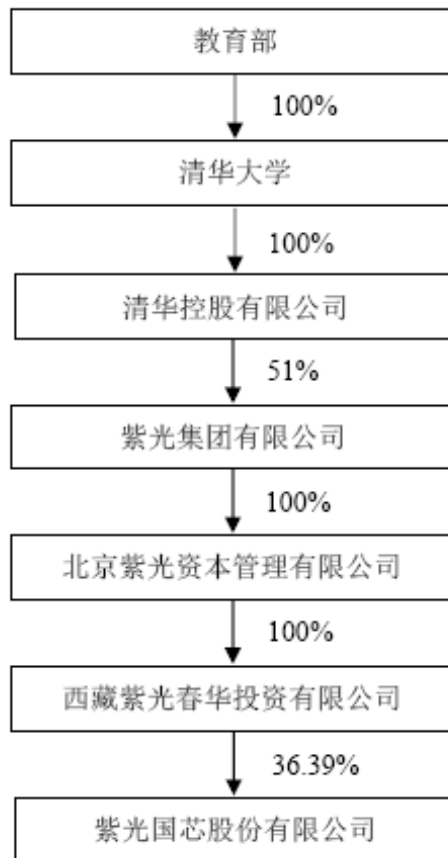 教育部
100%
清华大学
100%
清华控股有限公司
51%
紫光集团有限公司
100%
北京紫光资本管理有限公司
100%
西藏紫光春华投资有限公司
36.39%
紫光国芯股份有限公司